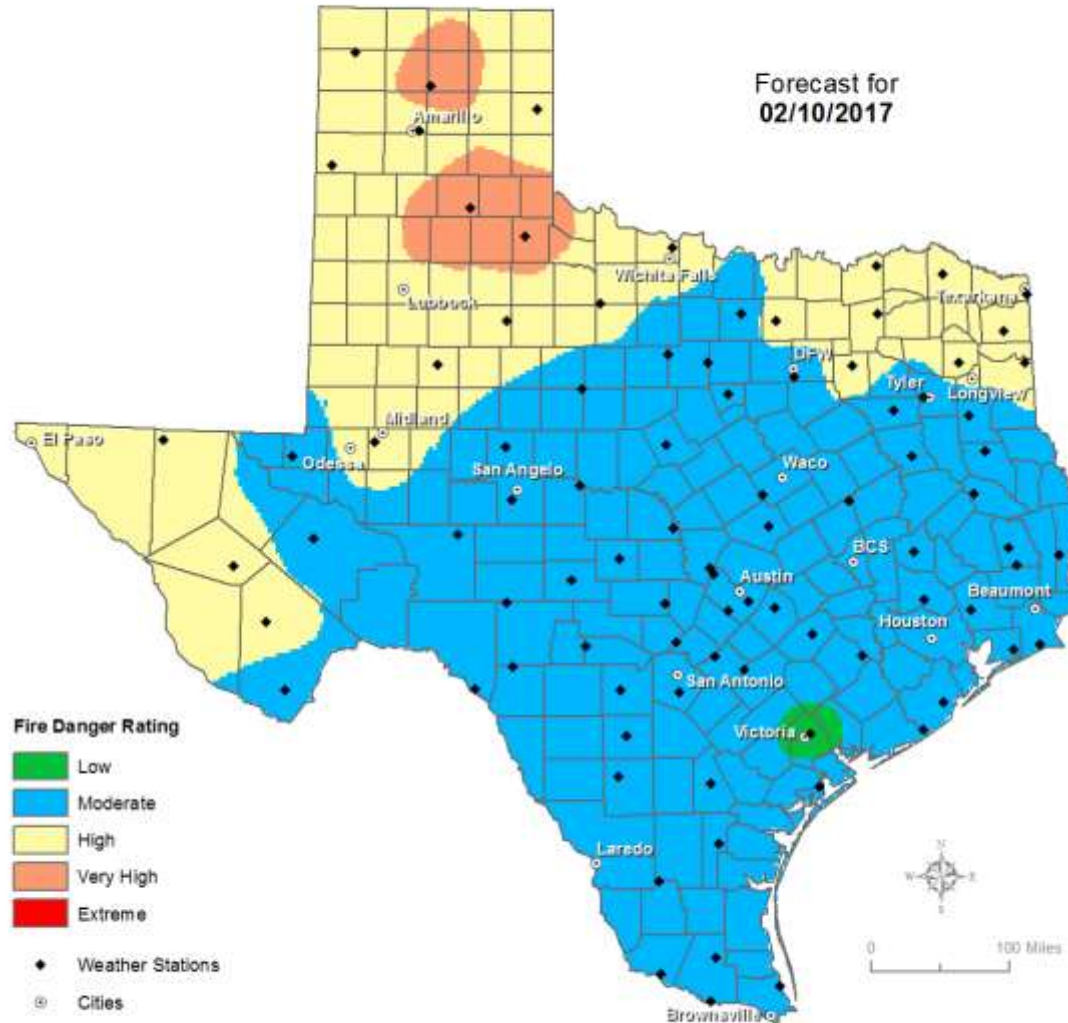 Forecast for
02/10/2017
Amarillo
Wichita Falls
Lubbock
Texarkana
DFW
Tyler
Longview
Midland
El Paso
Odessa
San Angelo
Waco
BCS
Austin
Beaumont
Houston
San Antonio
Victoria
Laredo
Brownsville
Fire Danger Rating
Low
Moderate
High
Very High
Extreme
Weather Stations
Cities
N
W E
S
0 100 Miles